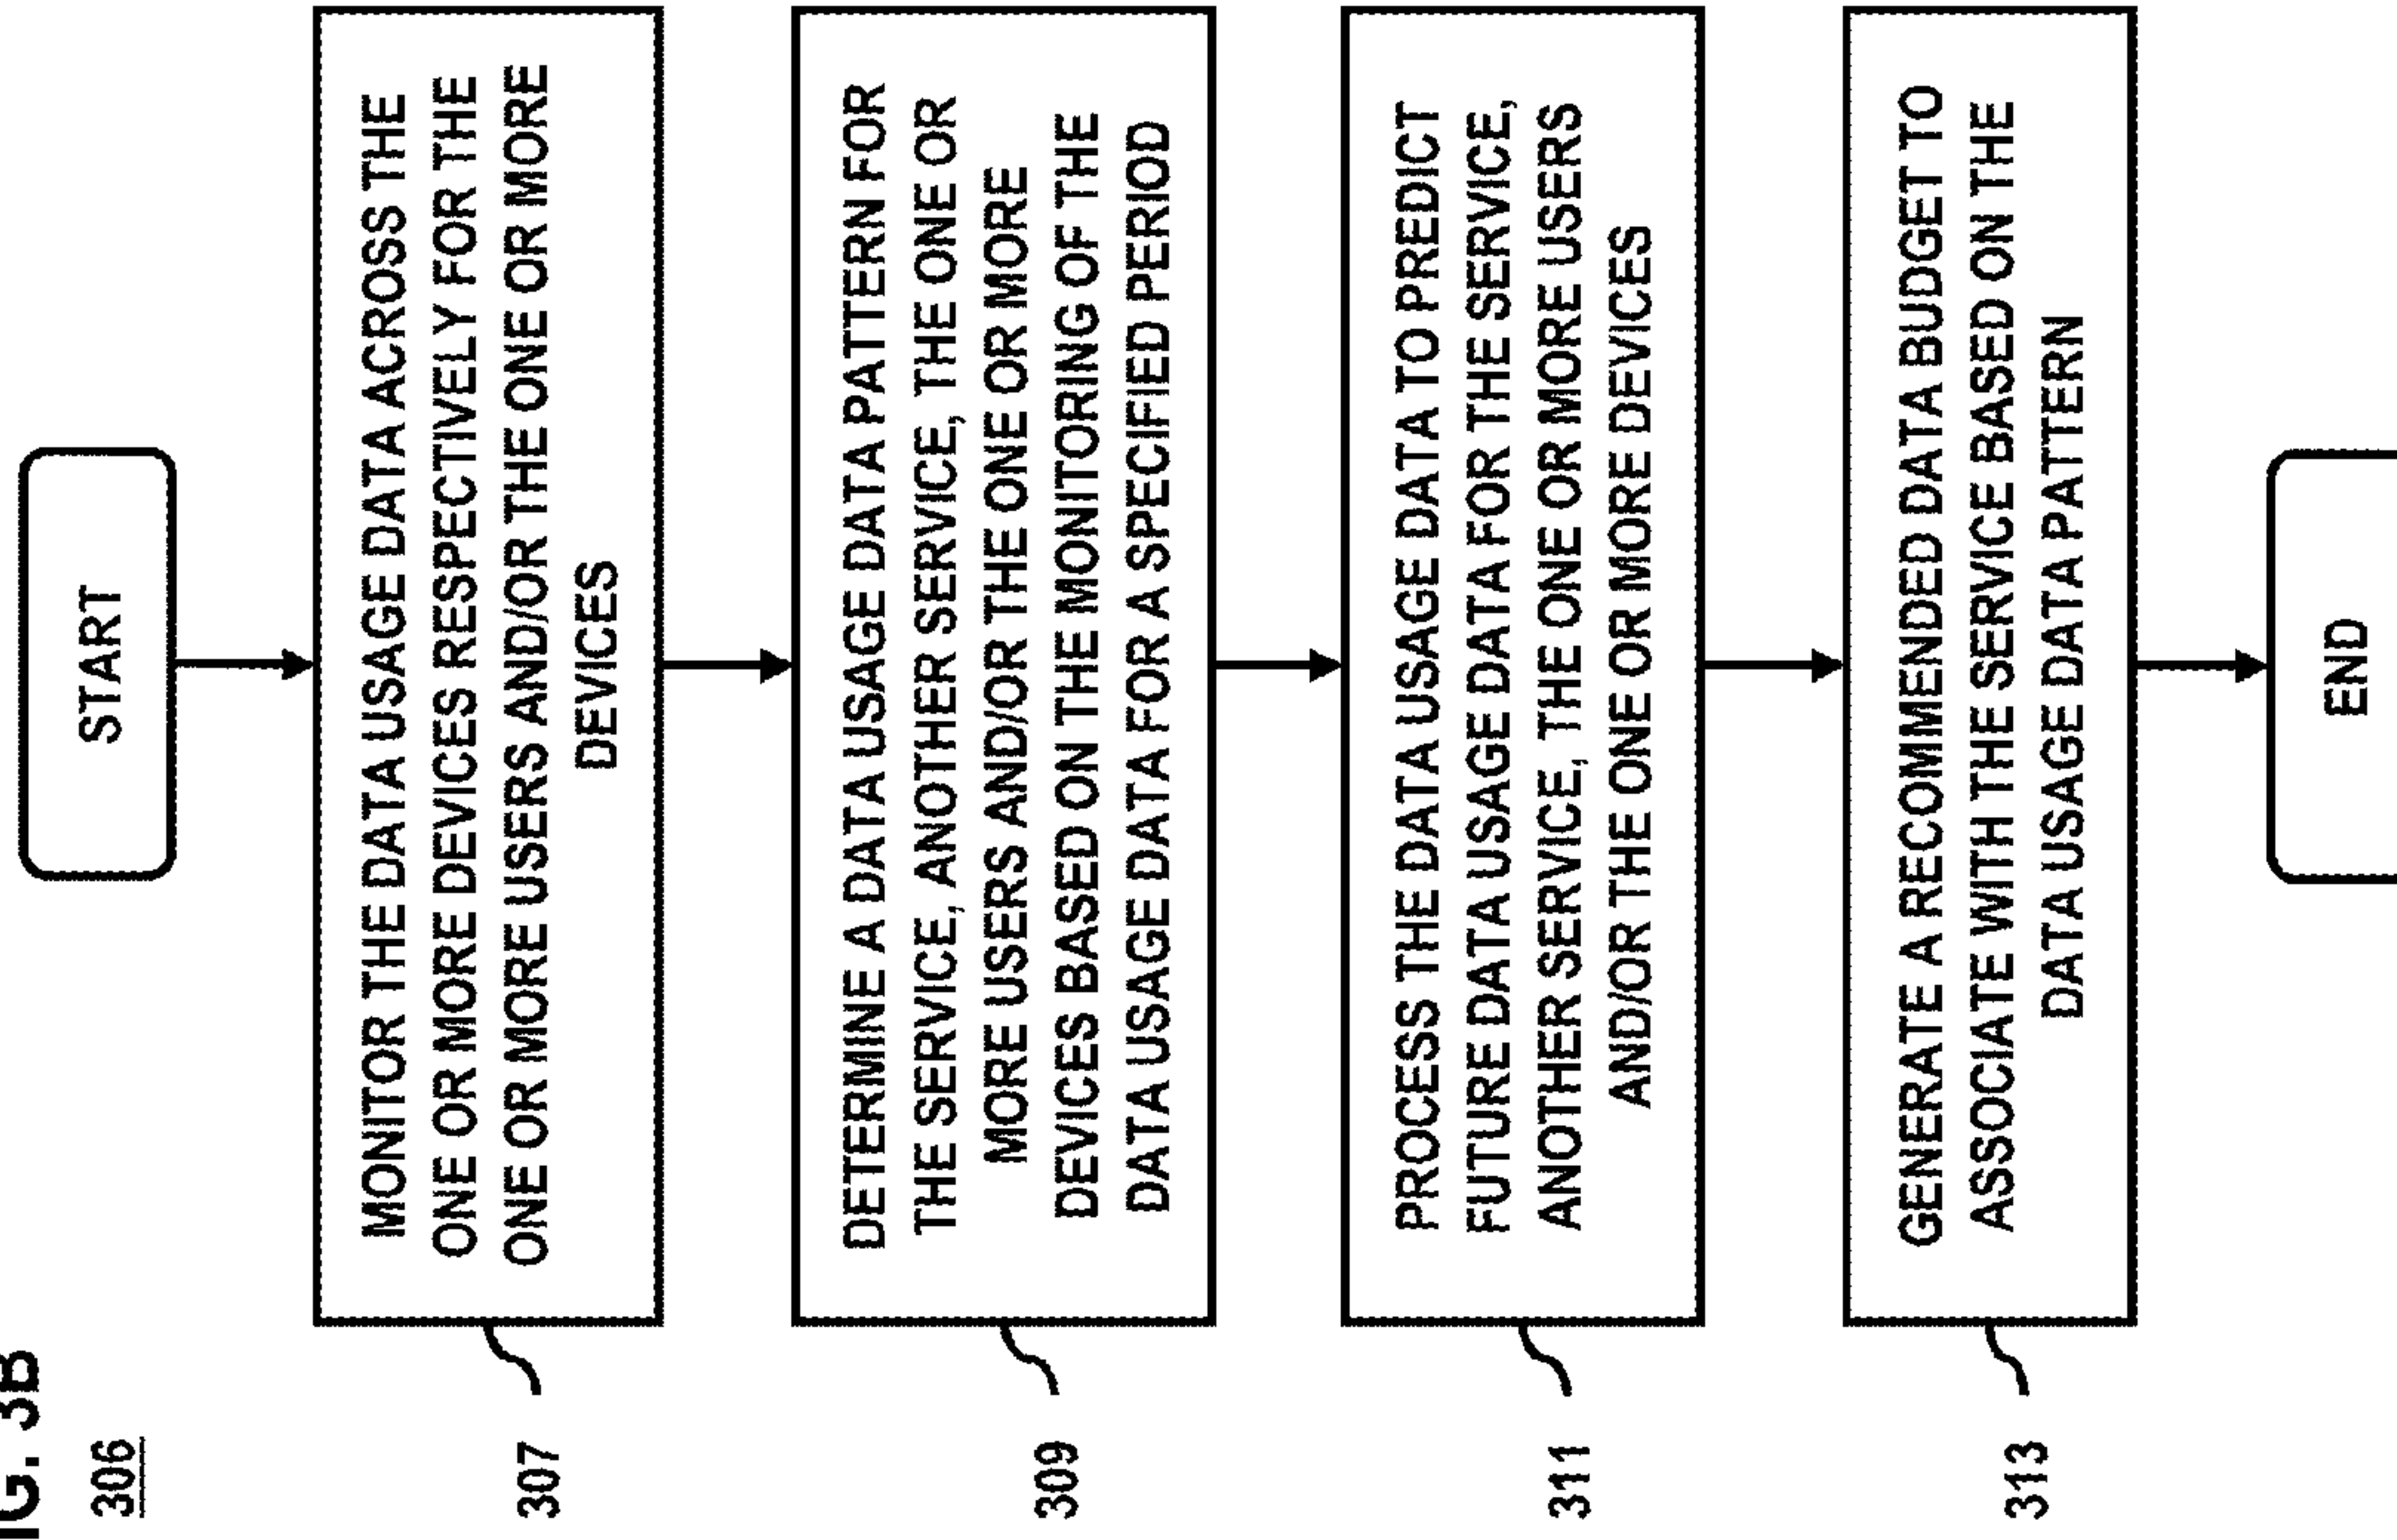 FIG. 3B
306
START
307
MONITOR THE DATA USAGE DATA ACROSS THE
ONE OR MORE DEVICES RESPECTIVELY FOR THE
ONE OR MORE USERS AND/OR THE ONE OR MORE
DEVICES
309
DETERMINE A DATA USAGE DATA PATTERN FOR
THE SERVICE, ANOTHER SERVICE, THE ONE OR
MORE USERS AND/OR THE ONE OR MORE
DEVICES BASED ON THE MONITORING OF THE
DATA USAGE DATA FOR A SPECIFIED PERIOD
311
PROCESS THE DATA USAGE DATA TO PREDICT
FUTURE DATA USAGE DATA FOR THE SERVICE,
ANOTHER SERVICE, THE ONE OR MORE USERS
AND/OR THE ONE OR MORE DEVICES
313
GENERATE A RECOMMENDED DATA BUDGET TO
ASSOCIATE WITH THE SERVICE BASED ON THE
DATA USAGE DATA PATTERN
END